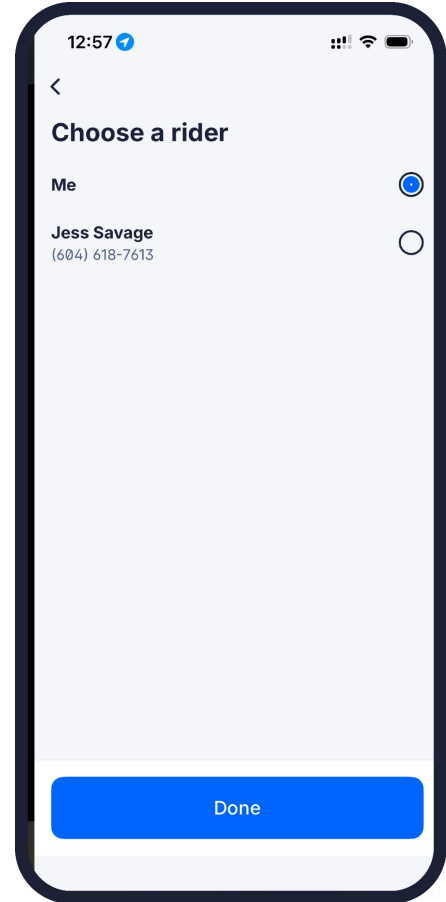 12:57
Choose a rider
Me
Jess Savage
(604) 618-7613
Done